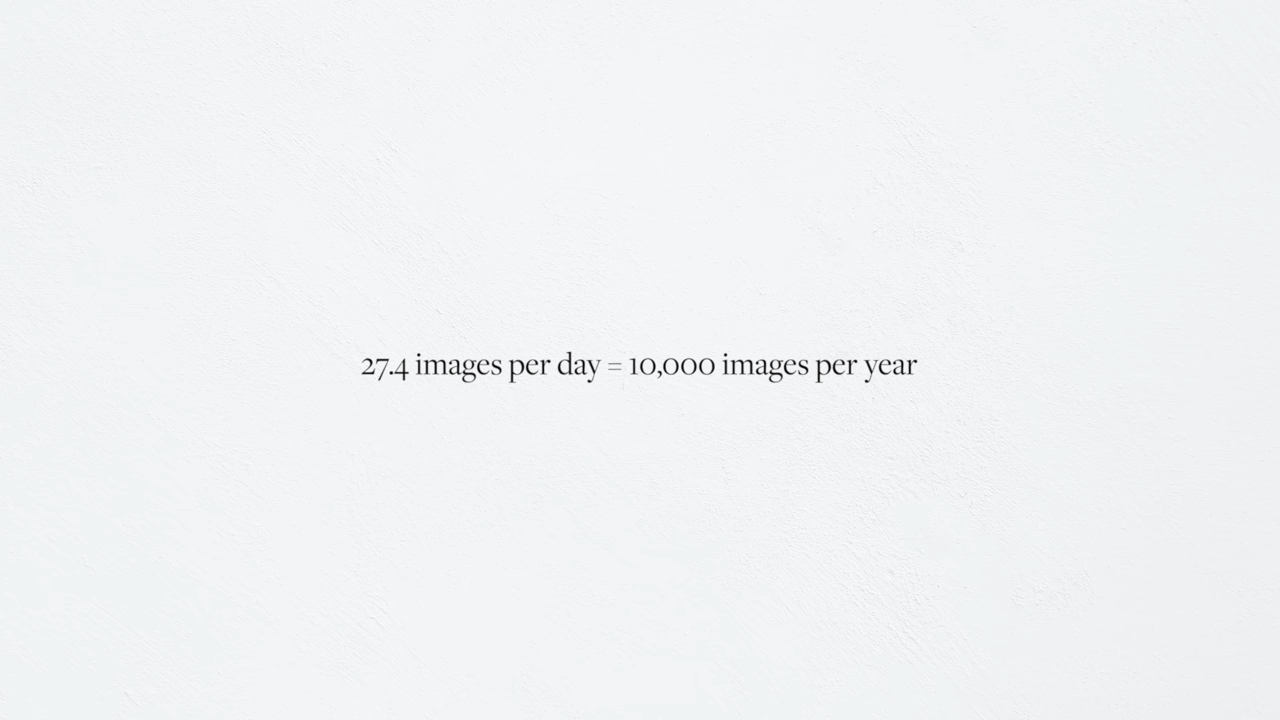 27.4 images per day = 10,000 images per year